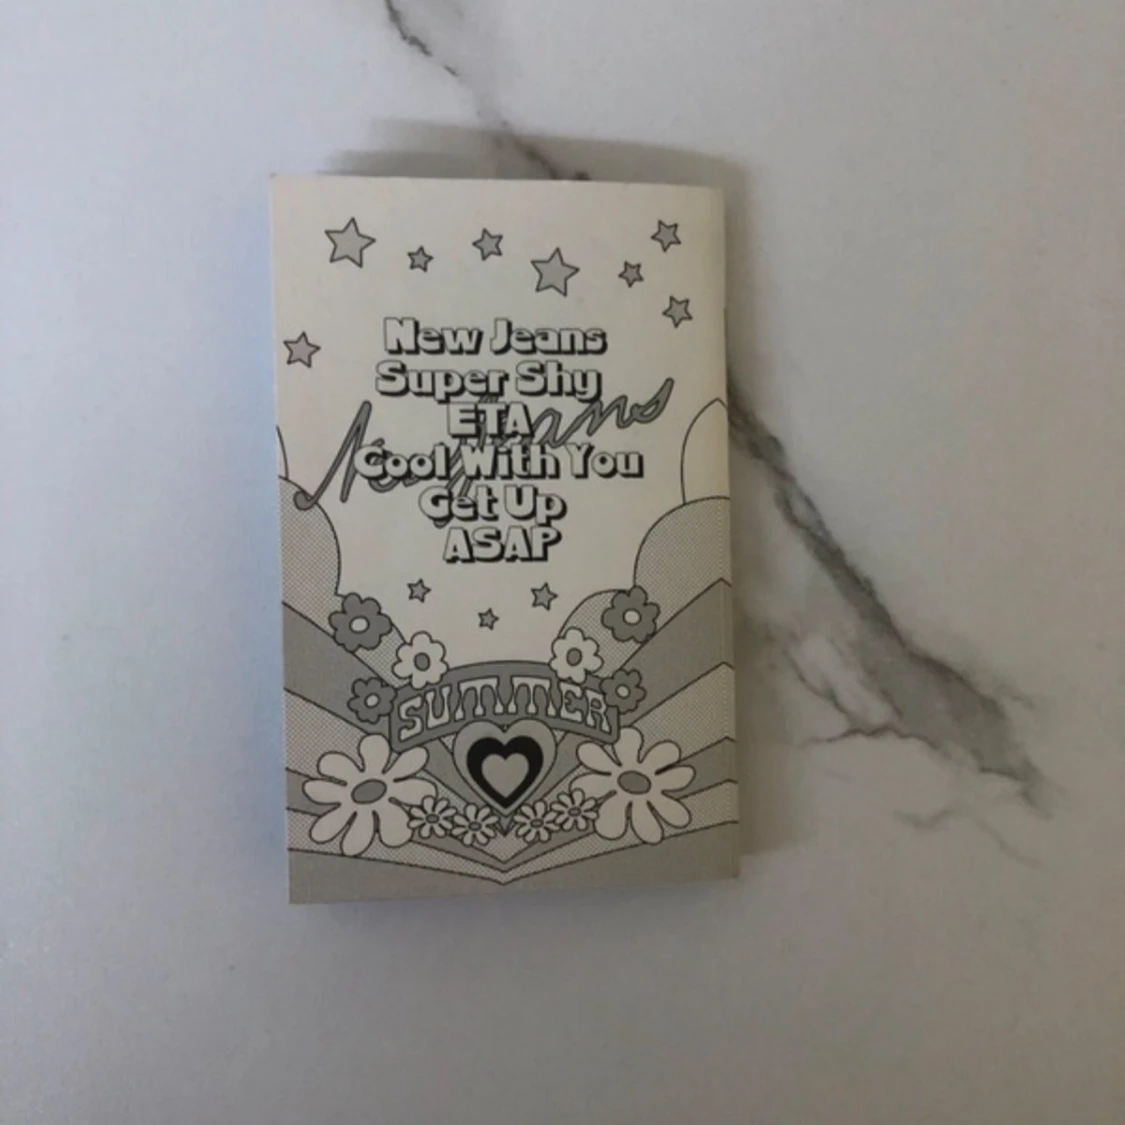 New Jeans
Super Shy
ETA
Cool With You
Get Up
ASAP
SUMMER